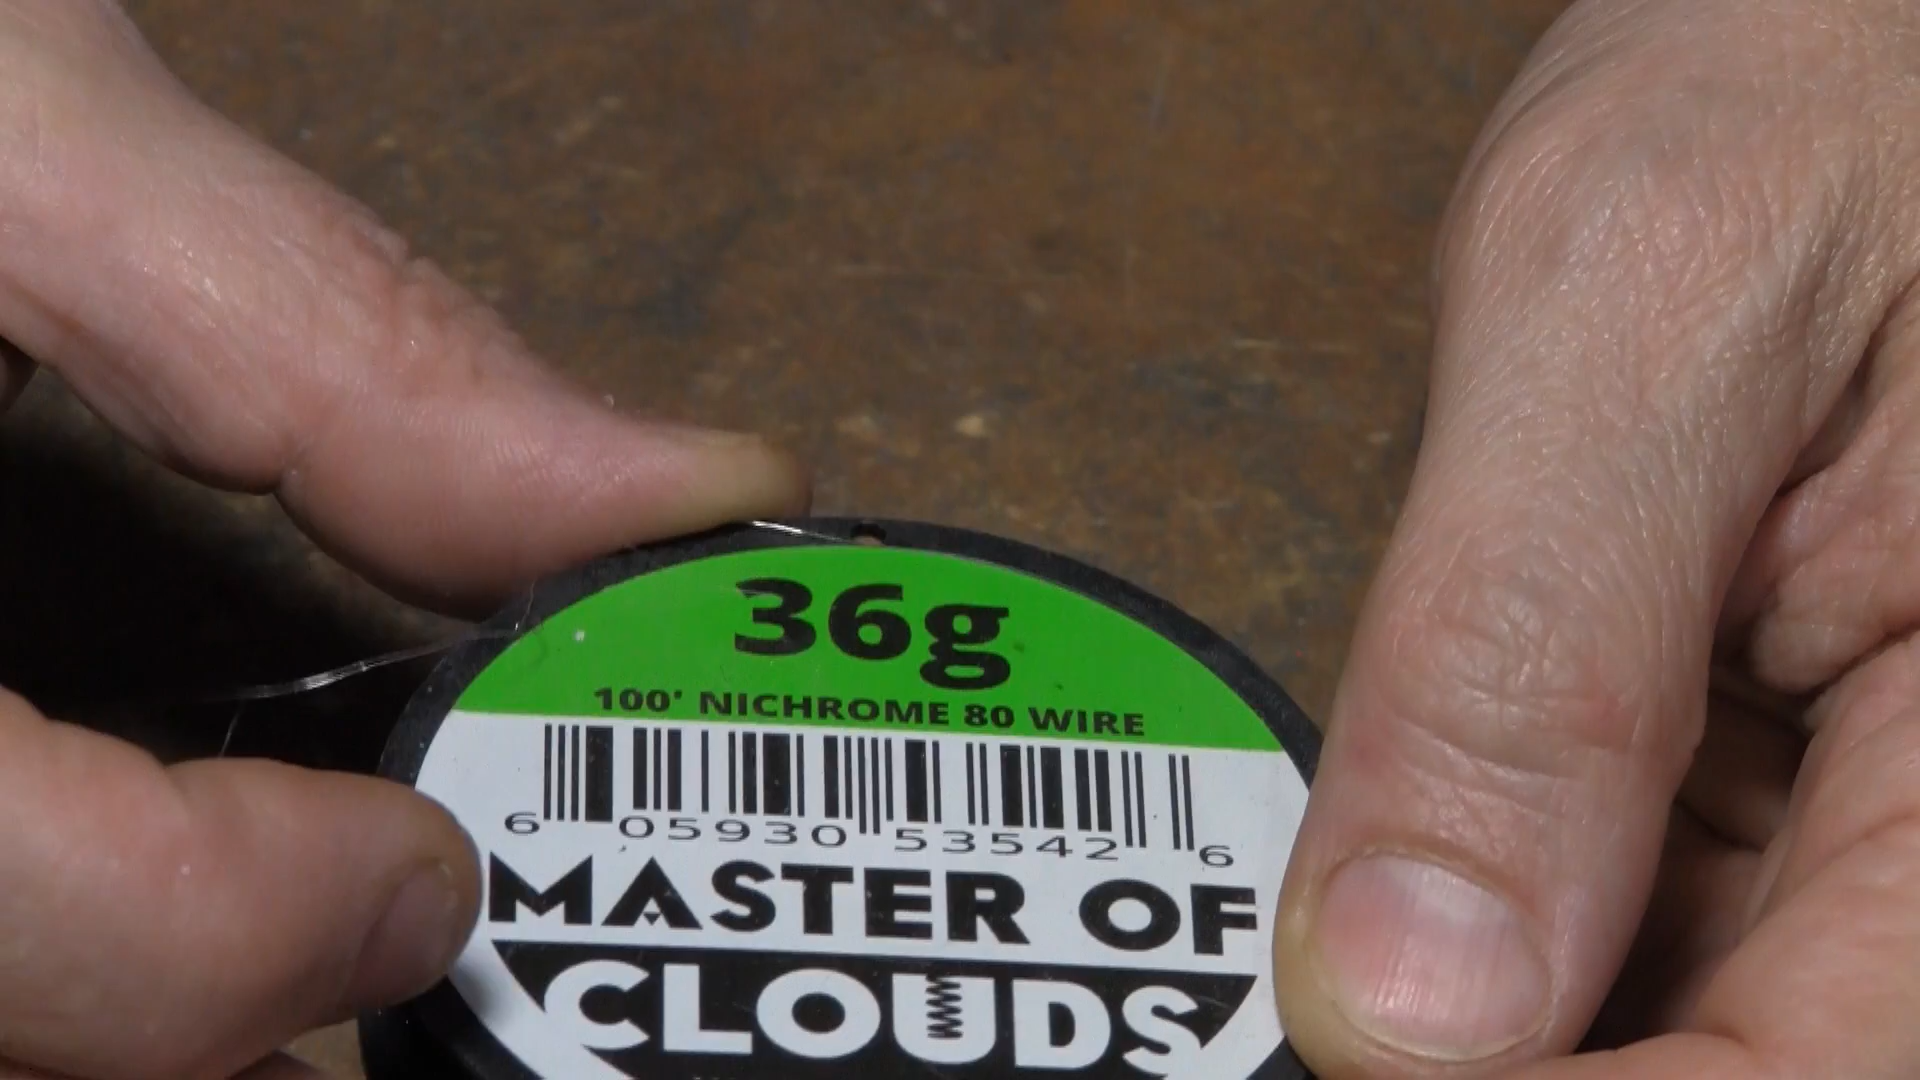 36g
100' NICHROME 80 WIRE
6 05930 53542 6
MASTER OF
CLOUDS